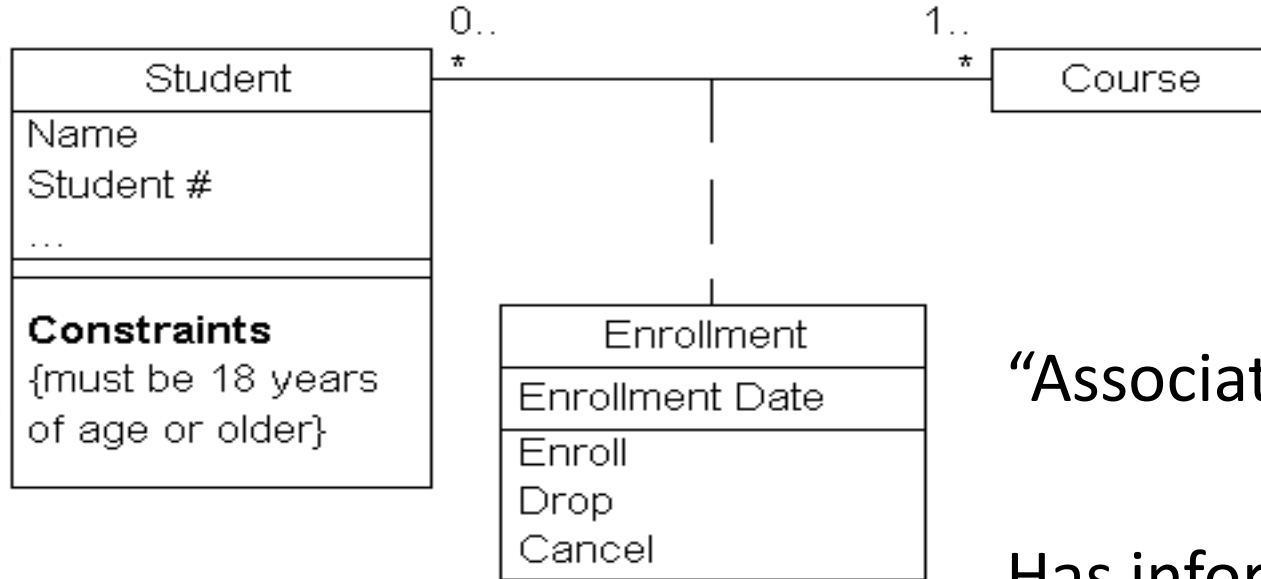 0..
1..
*
*
Student
Course
Name
Student #
...
Constraints
{must be 18 years
of age or older}
Enrollment
Enrollment Date
Enroll
Drop
Cancel
“Associat
Has infor